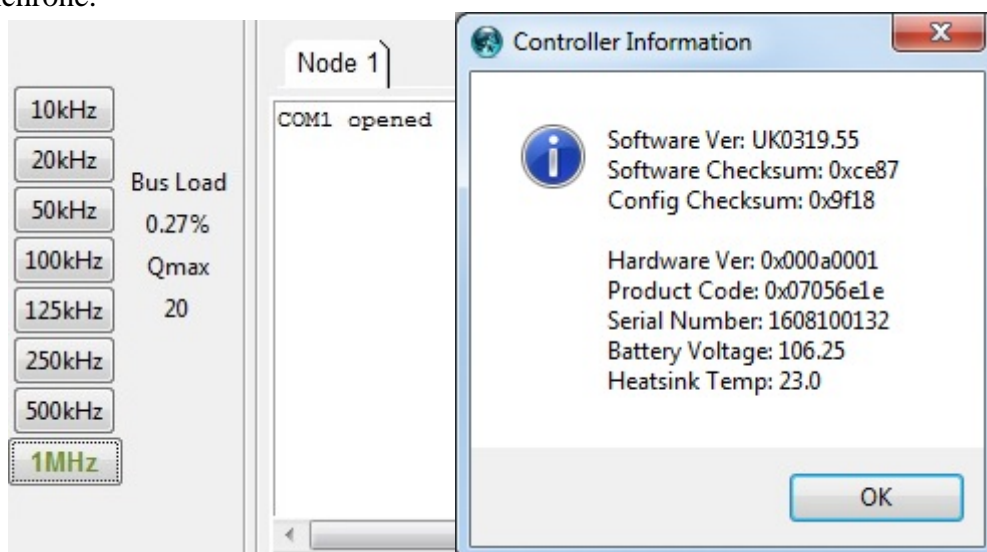 10kHz
20kHz
50kHz
100kHz
125kHz
250kHz
500kHz
1MHz
Bus Load
0.27%
Qmax
20
Node 1
COM1 opened
Controller Information
Software Ver: UK0319.55
Software Checksum: 0xce87
Config Checksum: 0x9f18
Hardware Ver: 0x000a0001
Product Code: 0x07056e1e
Serial Number: 1608100132
Battery Voltage: 106.25
Heatsink Temp: 23.0
OK